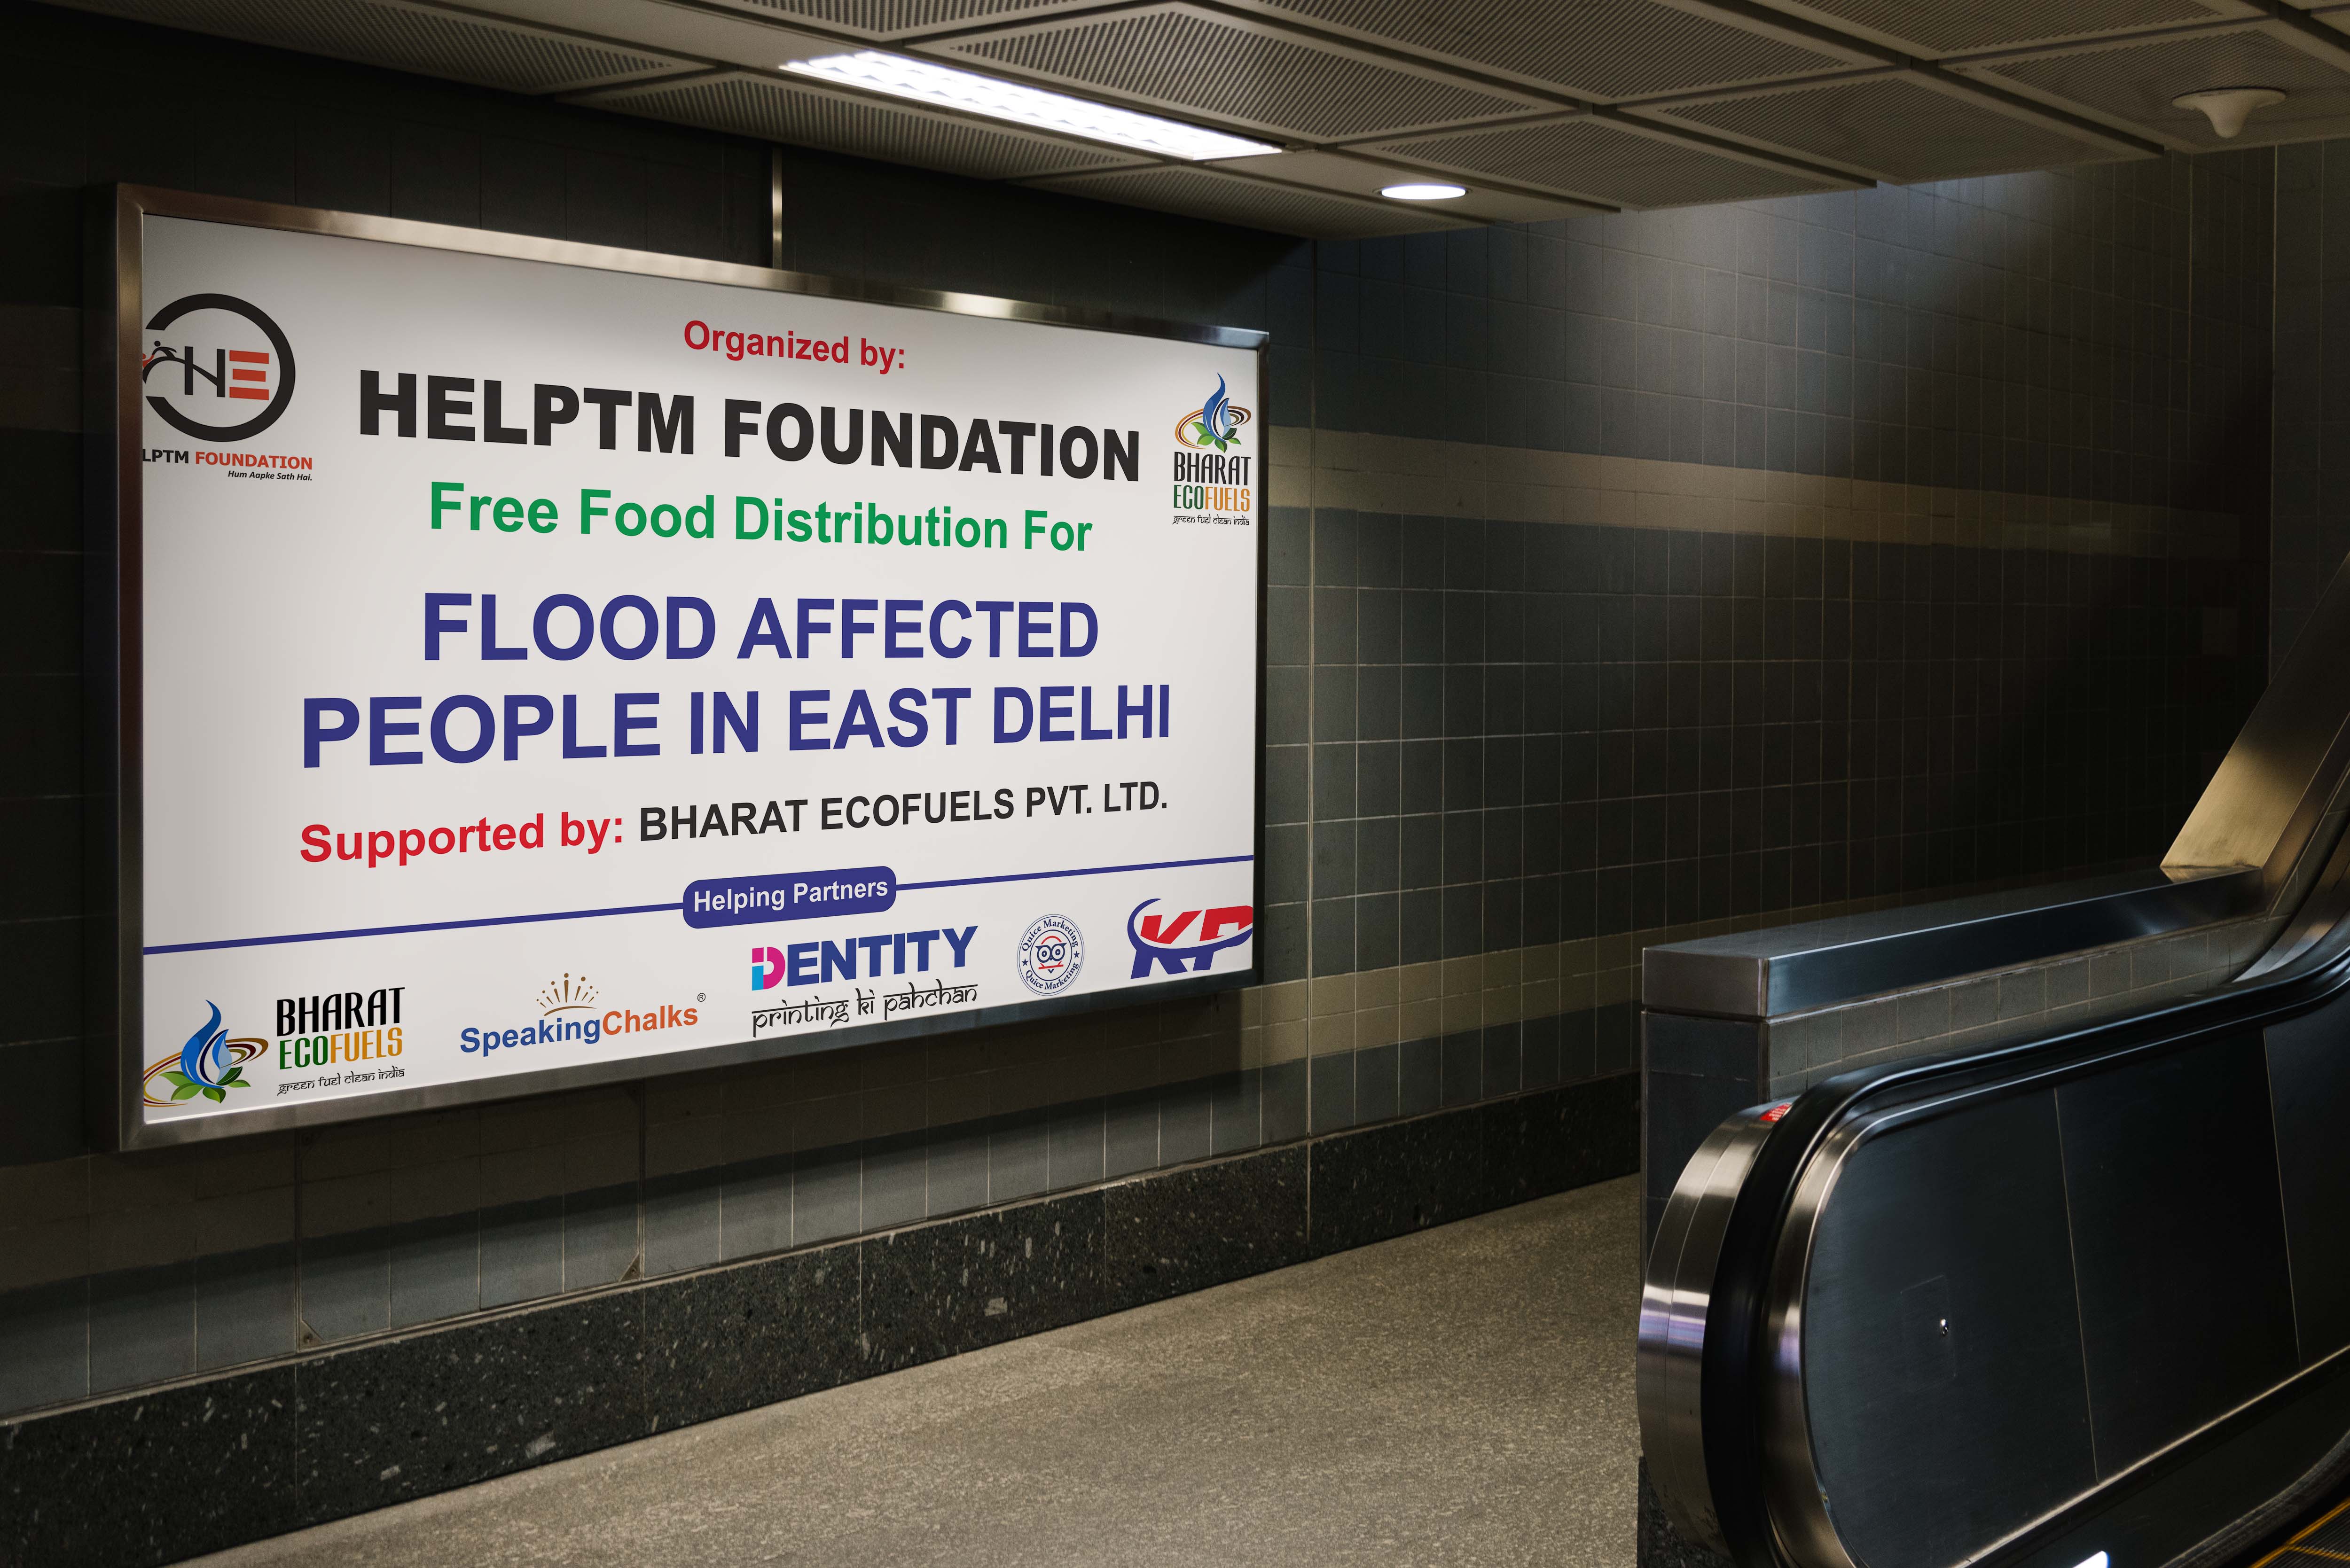 Organized by:
HELPTM FOUNDATION
Free Food Distribution For
FLOOD AFFECTED
PEOPLE IN EAST DELHI
Supported by: BHARAT ECOFUELS PVT. LTD.
HE
LPTM FOUNDATION
Hum Aapke Sath Hai.
BHARAT
ECOFUELS
green fuel clean india
Helping Partners
BHARAT
ECOFUELS
green fuel clean india
SpeakingChalks®
DENTITY
printing ki pahchan
Quice Marketing
Quice Marketing
KP